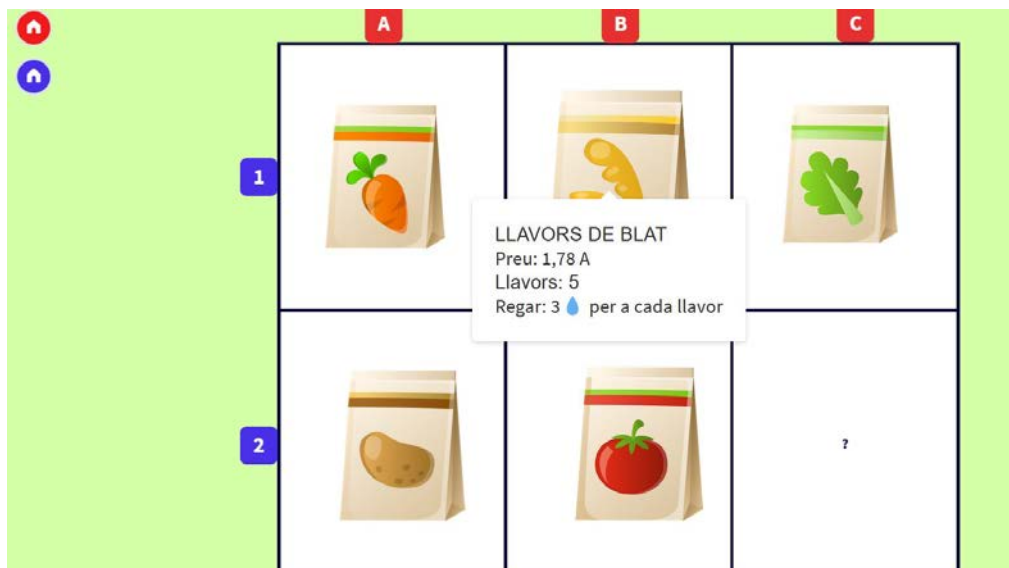 A B C
1
LLAVORS DE BLAT
Preu: 1,78 A
Llavors: 5
Regar: 3 per a cada llavor
2
?